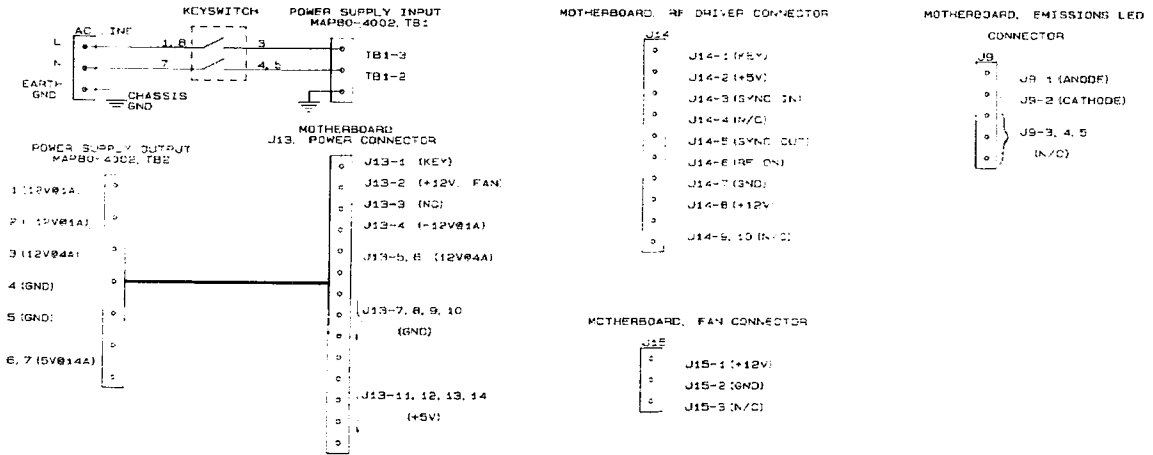 KEYSWITCH
POWER SUPPLY INPUT
MAP80-4002, TB1
AC LINE
L
1,8
3
TB1-3
N
7
4,5
TB1-2
EARTH
GND
CHASSIS
GND
POWER SUPPLY OUTPUT
MAP80-4002, TB2
1 (12V@1A)
2 (-12V@1A)
3 (12V@4A)
4 (GND)
5 (GND)
6, 7 (5V@14A)
MOTHERBOARD
J13, POWER CONNECTOR
J13-1 (KEY)
J13-2 (+12V, FAN)
J13-3 (NC)
J13-4 (-12V@1A)
J13-5, 6 (12V@4A)
J13-7, 8, 9, 10
(GND)
J13-11, 12, 13, 14
(+5V)
MOTHERBOARD, RF DRIVER CONNECTOR
J14
J14-1 (KEY)
J14-2 (+5V)
J14-3 (SYNC IN)
J14-4 (N/C)
J14-5 (SYNC OUT)
J14-6 (RF ON)
J14-7 (GND)
J14-8 (+12V)
J14-9, 10 (N/C)
MOTHERBOARD, FAN CONNECTOR
J15
J15-1 (+12V)
J15-2 (GND)
J15-3 (N/C)
MOTHERBOARD, EMISSIONS LED
CONNECTOR
J9
J9-1 (ANODE)
J9-2 (CATHODE)
J9-3, 4, 5
(N/C)